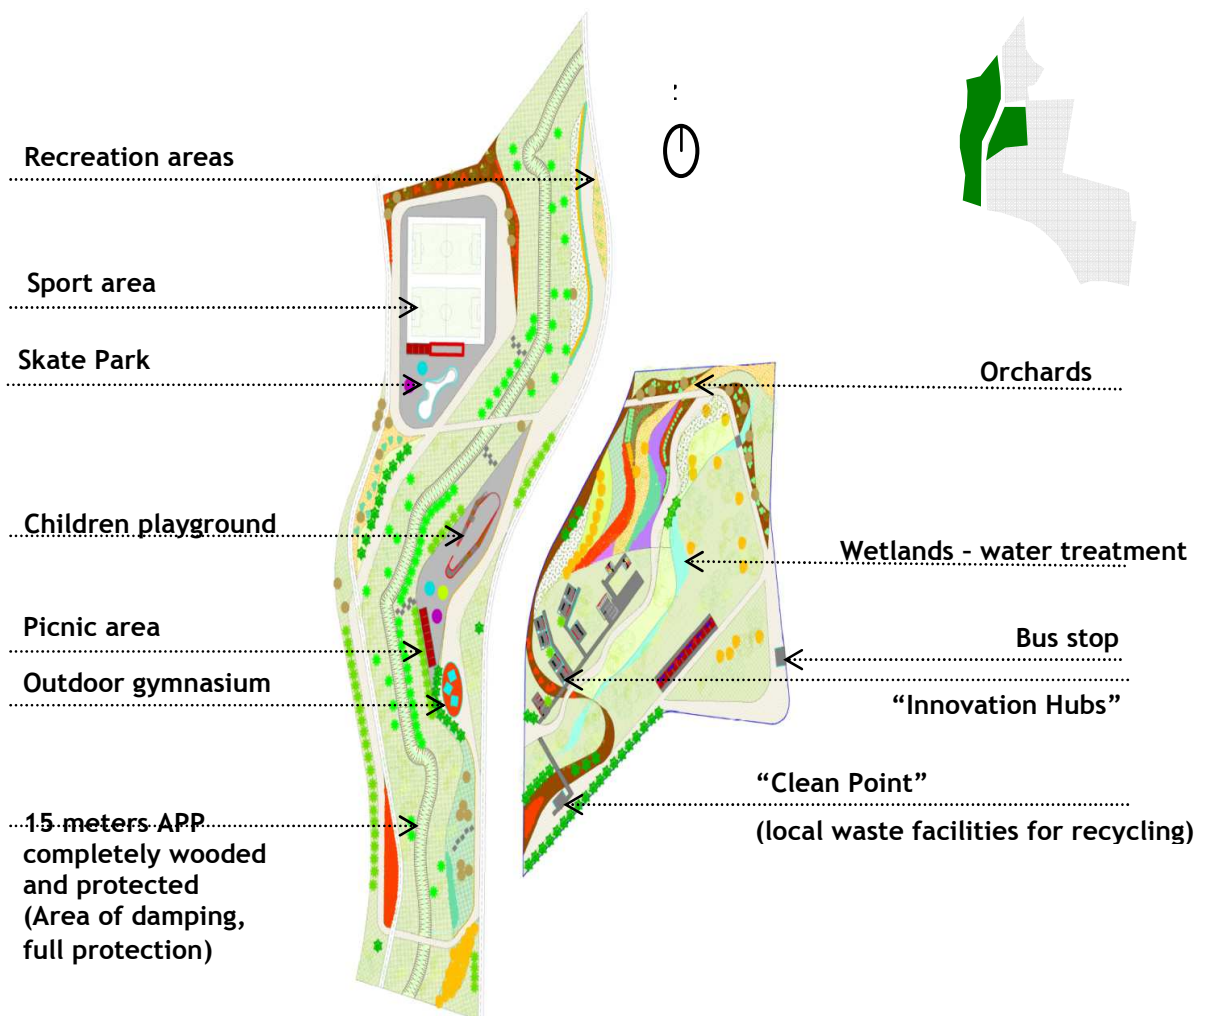 Recreation areas
Sport area
Skate Park
Children playground
Picnic area
Outdoor gymnasium
15 meters APP
completely wooded
and protected
(Area of damping,
full protection)
Orchards
Wetlands - water treatment
Bus stop
“Innovation Hubs”
“Clean Point”
(local waste facilities for recycling)